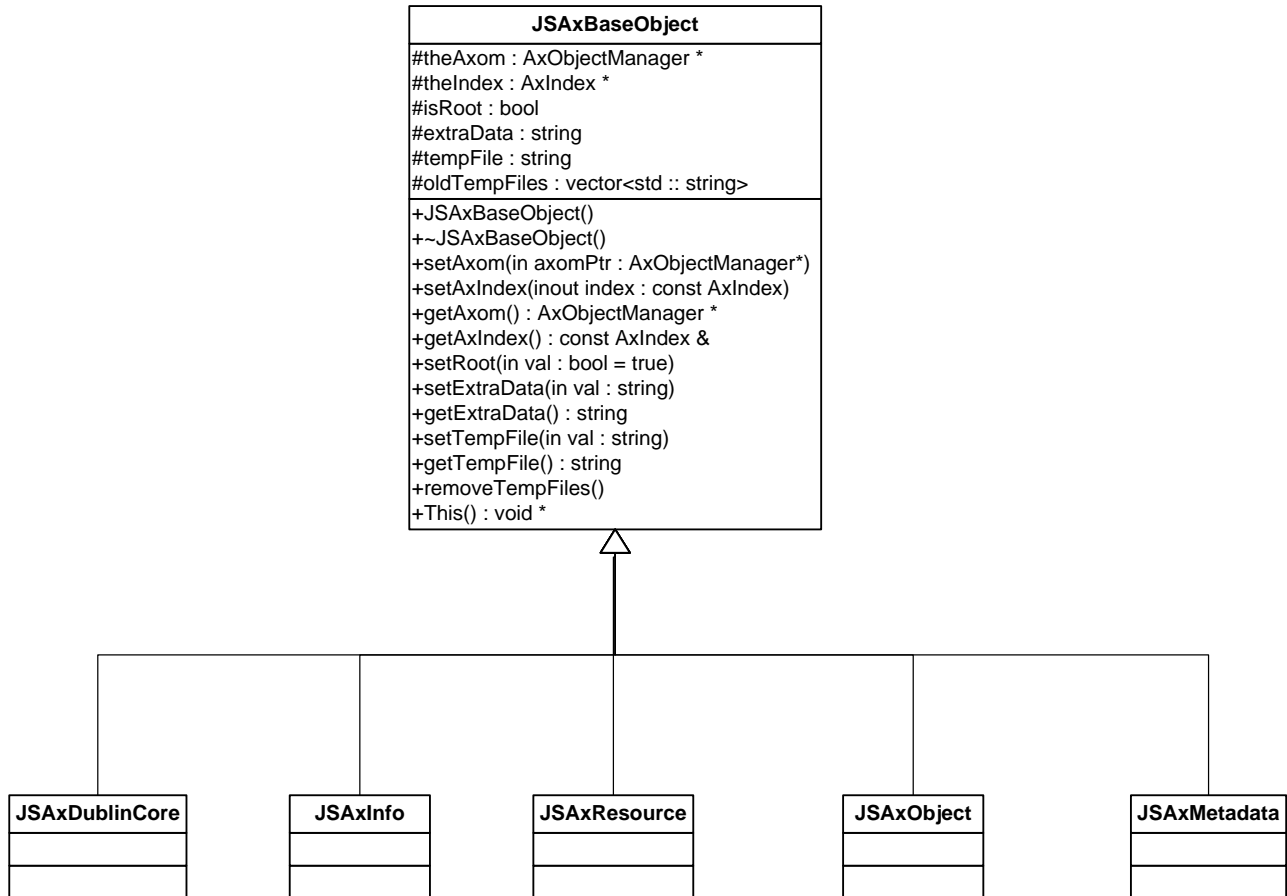 JSAxBaseObject
#theAxom : AxObjectManager *
#theIndex : AxIndex *
#isRoot : bool
#extraData : string
#tempFile : string
#oldTempFiles : vector<std :: string>
+JSAxBaseObject()
+~JSAxBaseObject()
+setAxom(in axomPtr : AxObjectManager*)
+setAxIndex(inout index : const AxIndex)
+getAxom() : AxObjectManager *
+getAxIndex() : const AxIndex &
+setRoot(in val : bool = true)
+setExtraData(in val : string)
+getExtraData() : string
+setTempFile(in val : string)
+getTempFile() : string
+removeTempFiles()
+This() : void *
JSAxDublinCore
JSAxInfo
JSAxResource
JSAxObject
JSAxMetadata